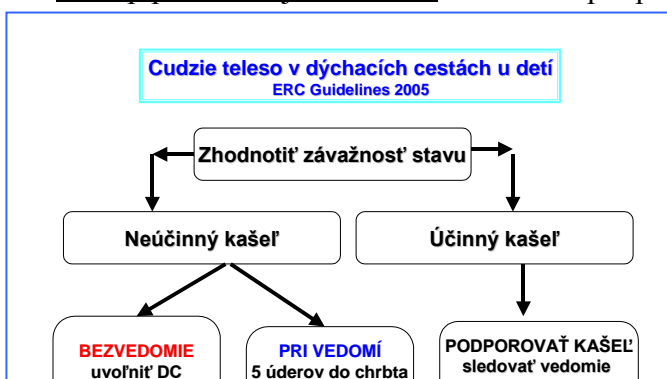 Cudzie teleso v dýchacích cestách u detí
ERC Guidelines 2005
Zhodnotiť závažnosť stavu
Neúčinný kašeľ
Účinný kašeľ
BEZVEDOMIE
uvoľniť DC
PRI VEDOMÍ
5 úderov do chrbta
PODPOROVAŤ KAŠEĽ
sledovať vedomie